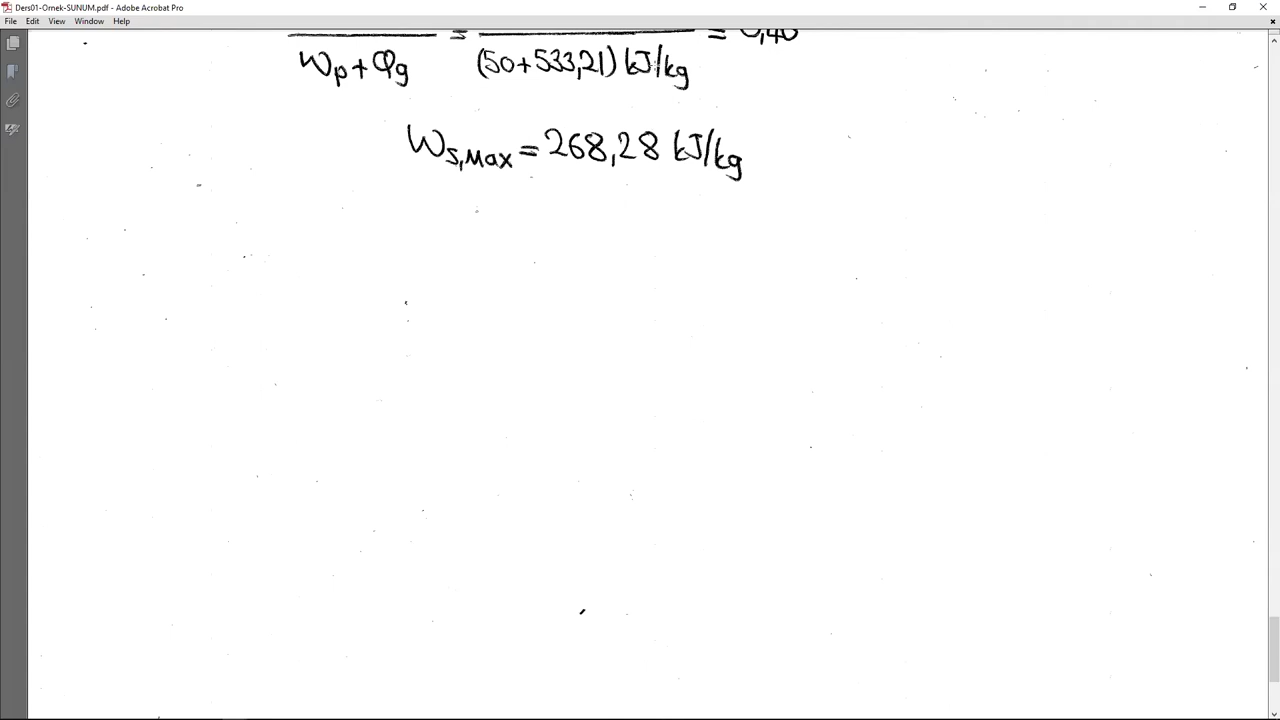 Ders01-Ornek-SUNUM.pdf - Adobe Acrobat Pro
File Edit View Window Help
= =
Wp+Qg (50+533,21) kJ/kg
Ws,Max = 268,28 kJ/kg